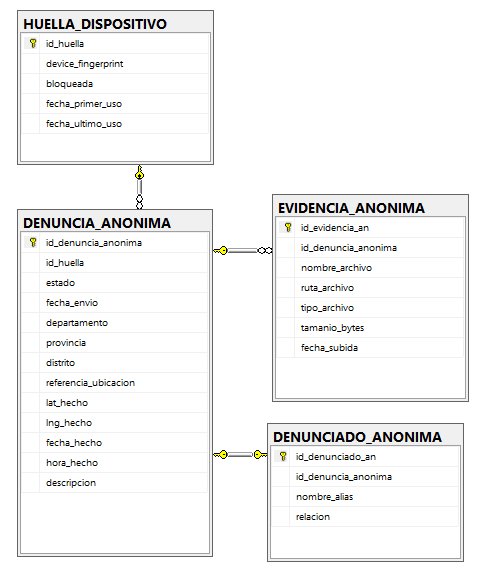 HUELLA_DISPOSITIVO
id_huella
device_fingerprint
bloqueada
fecha_primer_uso
fecha_ultimo_uso
DENUNCIA_ANONIMA
id_denuncia_anonima
id_huella
estado
fecha_envio
departamento
provincia
distrito
referencia_ubicacion
lat_hecho
lng_hecho
fecha_hecho
hora_hecho
descripcion
EVIDENCIA_ANONIMA
id_evidencia_an
id_denuncia_anonima
nombre_archivo
ruta_archivo
tipo_archivo
tamanio_bytes
fecha_subida
DENUNCIADO_ANONIMA
id_denunciado_an
id_denuncia_anonima
nombre_alias
relacion